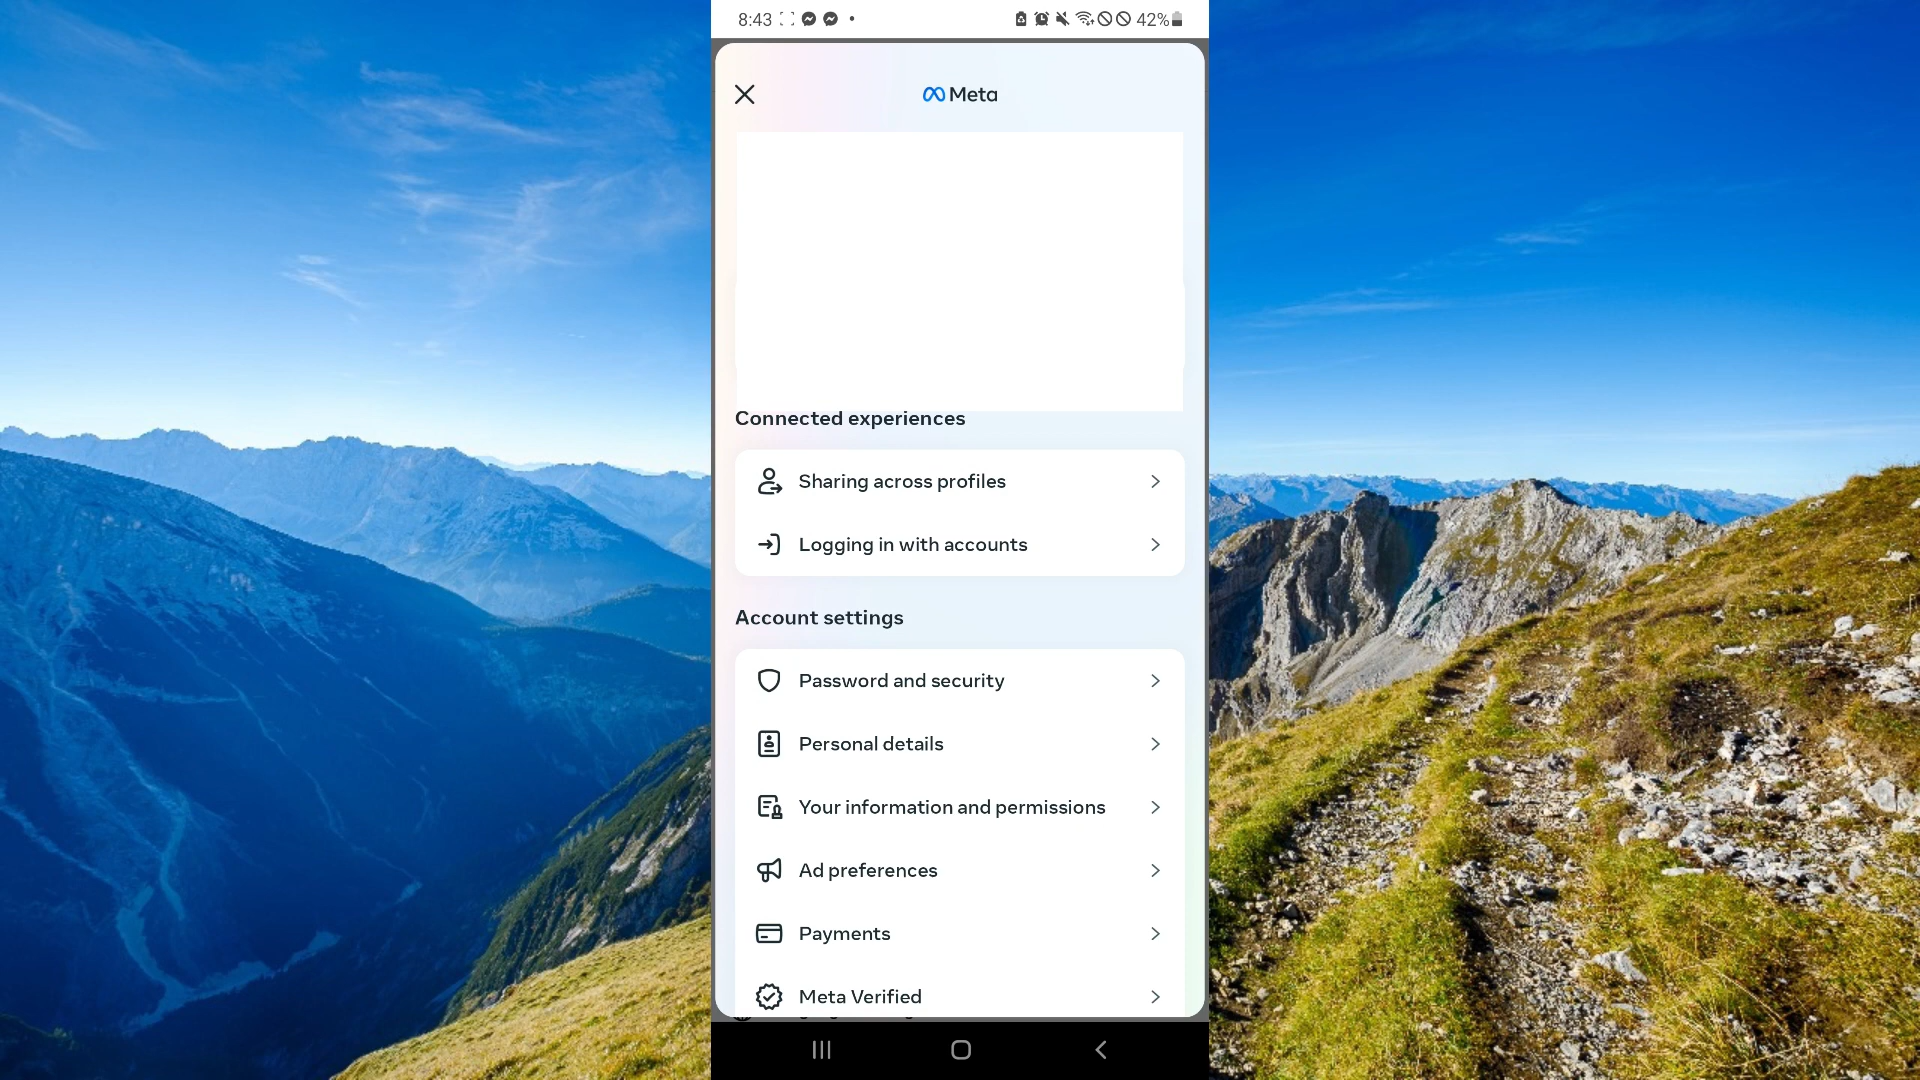 8:43
42%
Meta
Connected experiences
Sharing across profiles
Logging in with accounts
Account settings
Password and security
Personal details
Your information and permissions
Ad preferences
Payments
Meta Verified